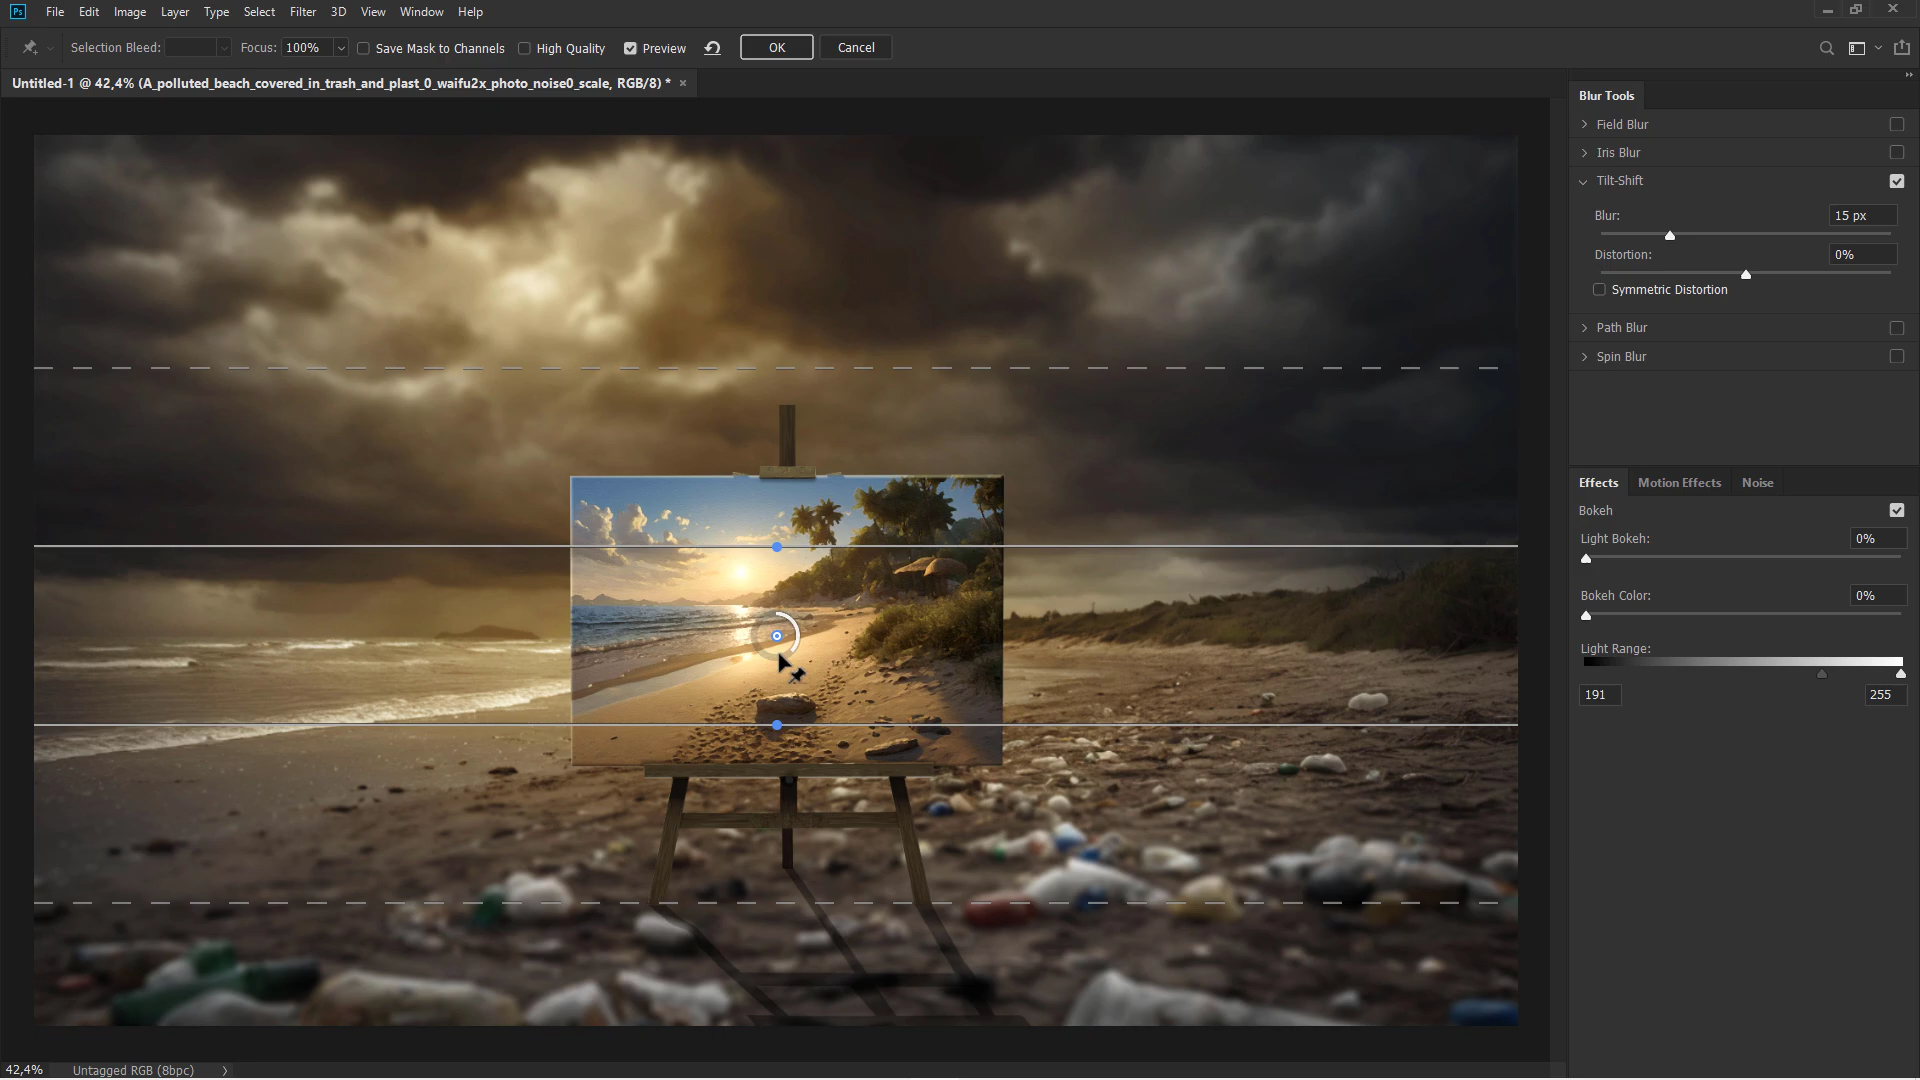 Ps File Edit Image Layer Type Select Filter 3D View Window Help
Selection Bleed: Focus: 100% Save Mask to Channels High Quality Preview OK Cancel
Untitled-1 @ 42,4% (A_polluted_beach_covered_in_trash_and_plast_0_waifu2x_photo_noise0_scale, RGB/8) * ×
Blur Tools
Field Blur
Iris Blur
Tilt-Shift
Blur: 15 px
Distortion: 0%
Symmetric Distortion
Path Blur
Spin Blur
Effects Motion Effects Noise
Bokeh
Light Bokeh: 0%
Bokeh Color: 0%
Light Range:
191 255
42,4% Untagged RGB (8bpc)